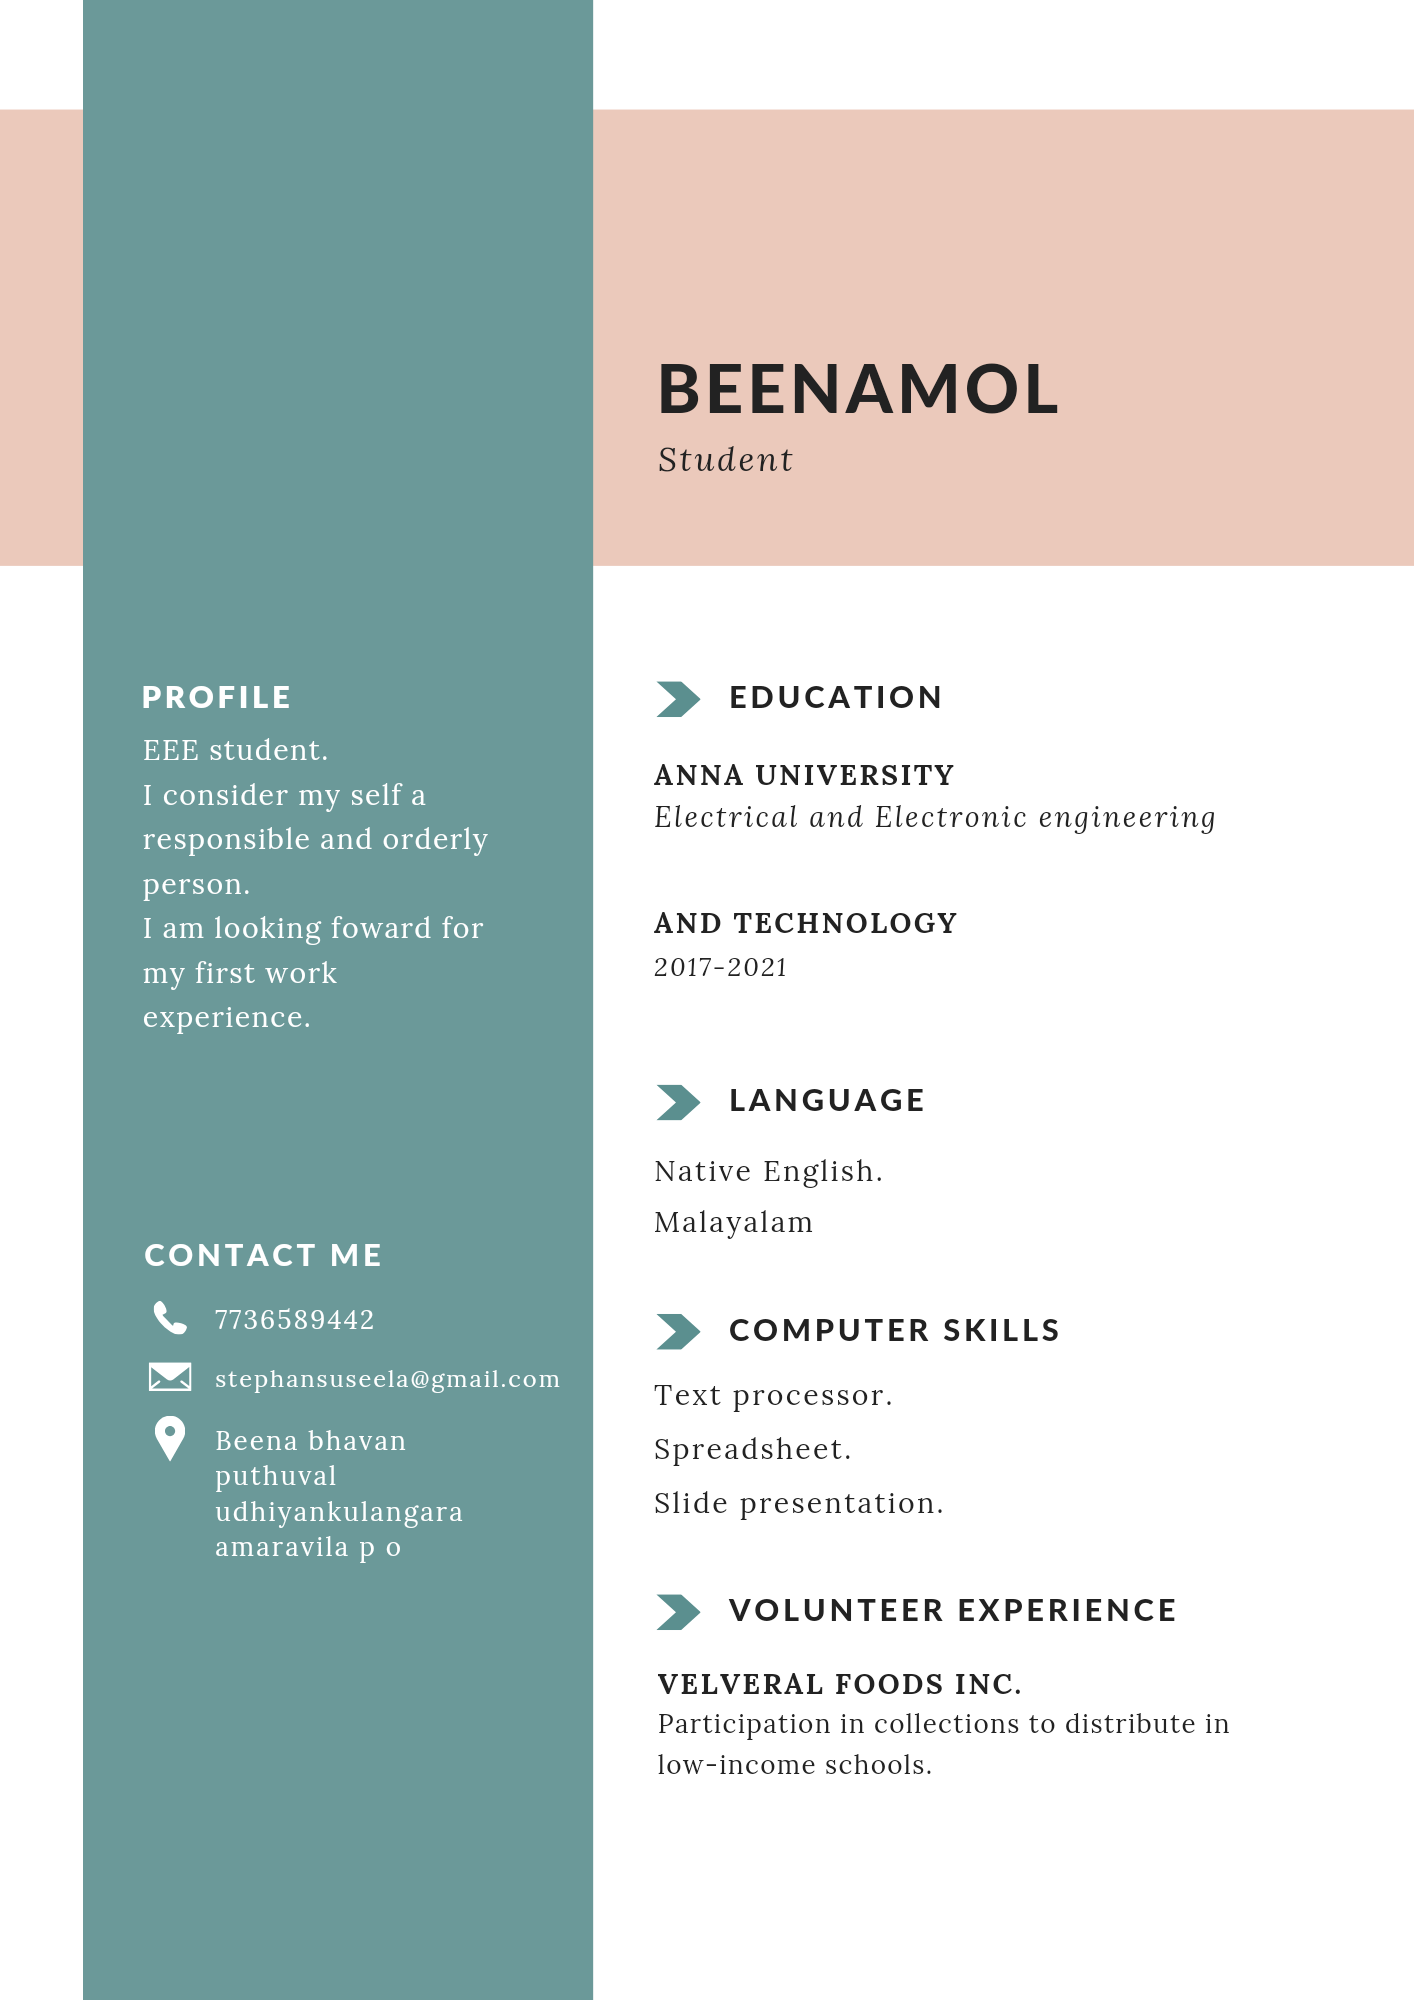 BEENAMOL
Student
PROFILE
EEE student.
I consider my self a
responsible and orderly
person.
I am looking foward for
my first work
experience.
CONTACT ME
7736589442
stephansuseela@gmail.com
Beena bhavan
puthuval
udhiyankulangara
amaravila p o
EDUCATION
ANNA UNIVERSITY
Electrical and Electronic engineering
AND TECHNOLOGY
2017-2021
LANGUAGE
Native English.
Malayalam
COMPUTER SKILLS
Text processor.
Spreadsheet.
Slide presentation.
VOLUNTEER EXPERIENCE
VELVERAL FOODS INC.
Participation in collections to distribute in
low-income schools.